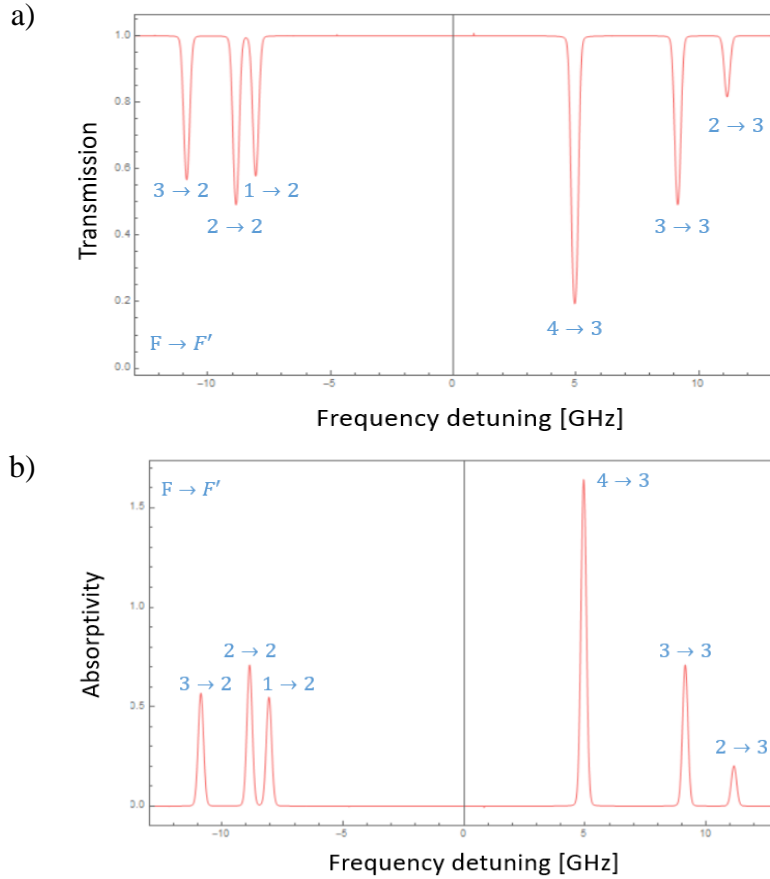 a)
1.0
0.8
0.6
0.4
0.2
0.0
Transmission
3 → 2
1 → 2
2 → 2
2 → 3
3 → 3
4 → 3
F → F′
−10
−5
0
5
10
Frequency detuning [GHz]
b)
F → F′
4 → 3
1.5
1.0
0.5
0.0
Absorptivity
2 → 2
3 → 2
1 → 2
3 → 3
2 → 3
−10
−5
0
5
10
Frequency detuning [GHz]